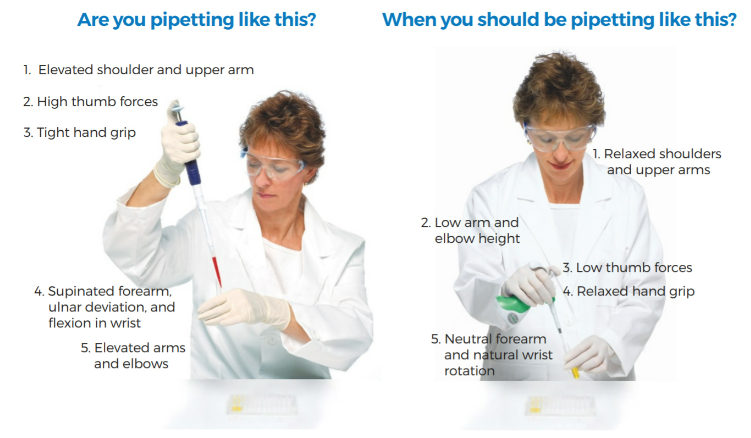 Are you pipetting like this?
1. Elevated shoulder and upper arm
2. High thumb forces
3. Tight hand grip
4. Supinated forearm,
ulnar deviation, and
flexion in wrist
5. Elevated arms
and elbows
When you should be pipetting like this?
1. Relaxed shoulders
and upper arms
2. Low arm and
elbow height
3. Low thumb forces
4. Relaxed hand grip
5. Neutral forearm
and natural wrist
rotation